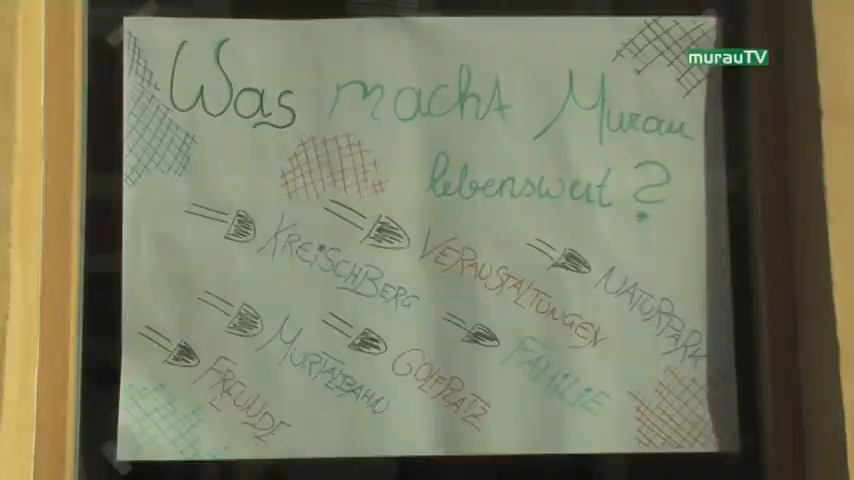 murauTV
Was macht Murau
lebenswert ?
KREISCHBERG
VERANSTALTUNGEN
NATURPARK
FREUNDE
MURTALBAHN
GOLFPLATZ
FAMILIE